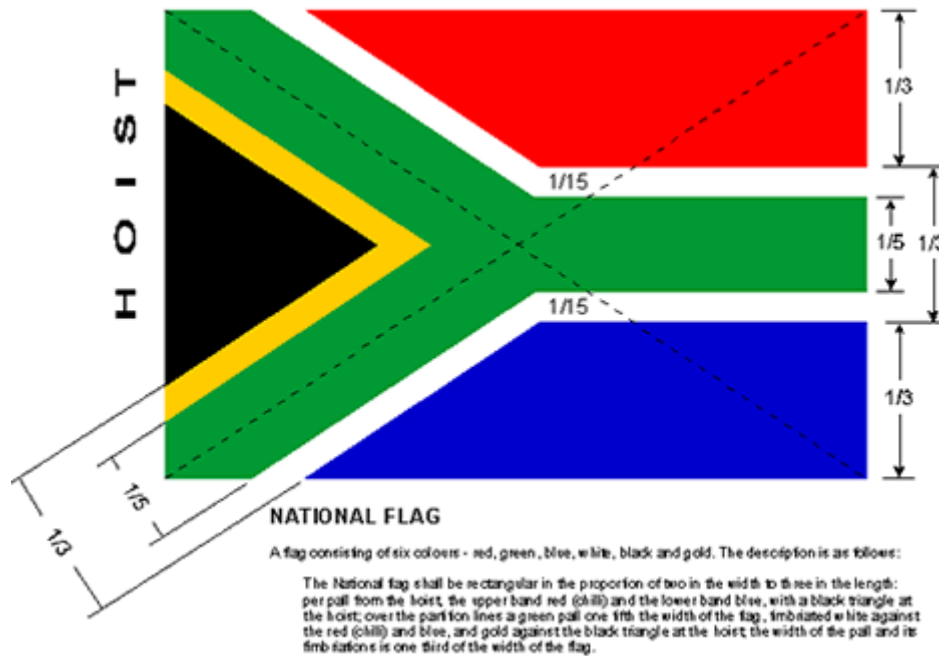 1/3
HOIST
1/15
1/5
1/3
1/15
1/3
1/5
1/3
NATIONAL FLAG
A flag consisting of six colours - red, green, blue, white, black and gold. The description is as follows:
The National flag shall be rectangular in the proportion of two in the width to three in the length:
per pall from the hoist, the upper band red (chilli) and the lower band blue, with a black triangle at
the hoist; over the partition lines a green pall one fifth the width of the flag, fimbriated white against
the red (chilli) and blue, and gold against the black triangle at the hoist; the width of the pall and its
fimbriations is one third of the width of the flag.